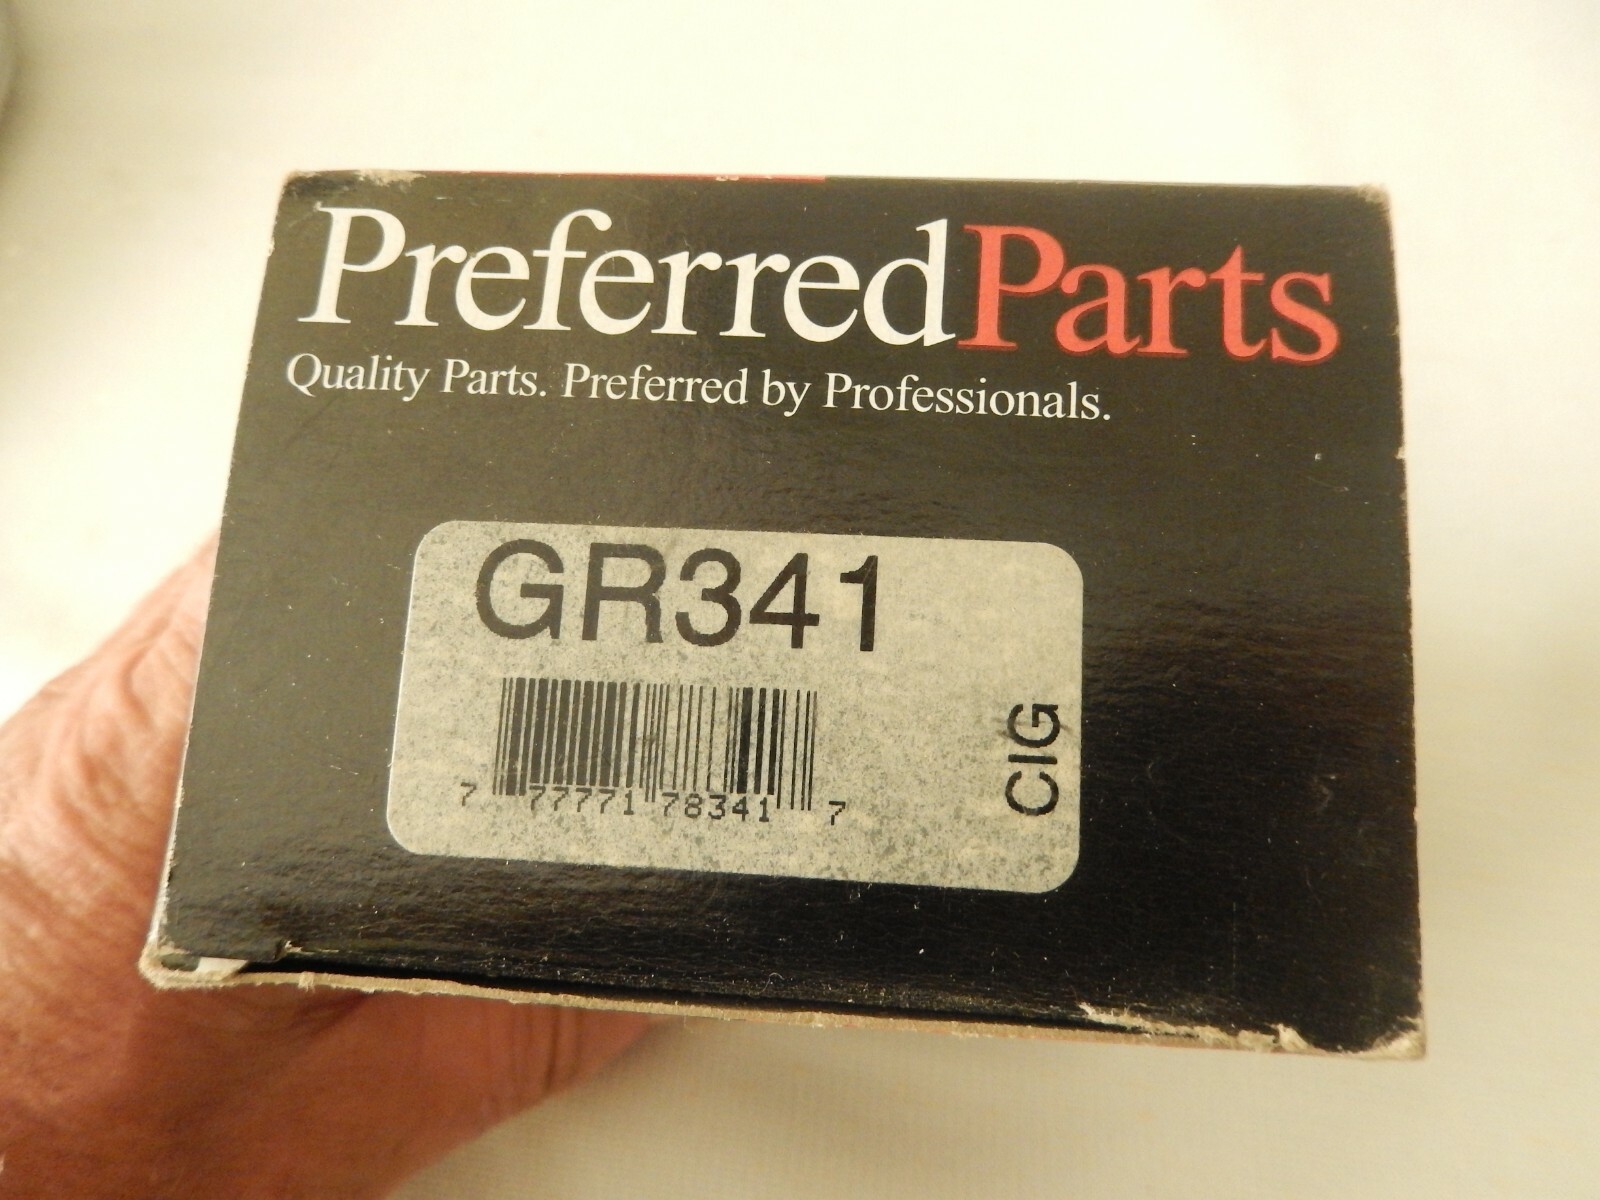 PreferredParts
Quality Parts. Preferred by Professionals.
GR341
7 77771 78341 7
CIG